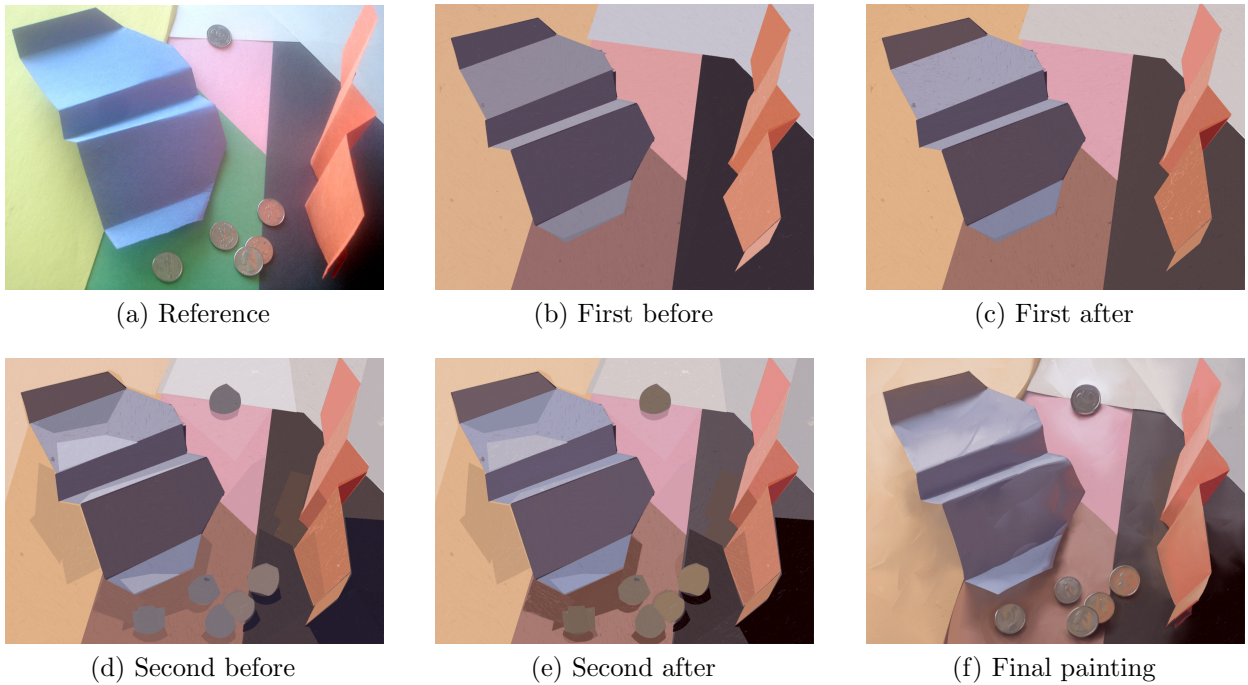 (a) Reference
(b) First before
(c) First after
(d) Second before
(e) Second after
(f) Final painting